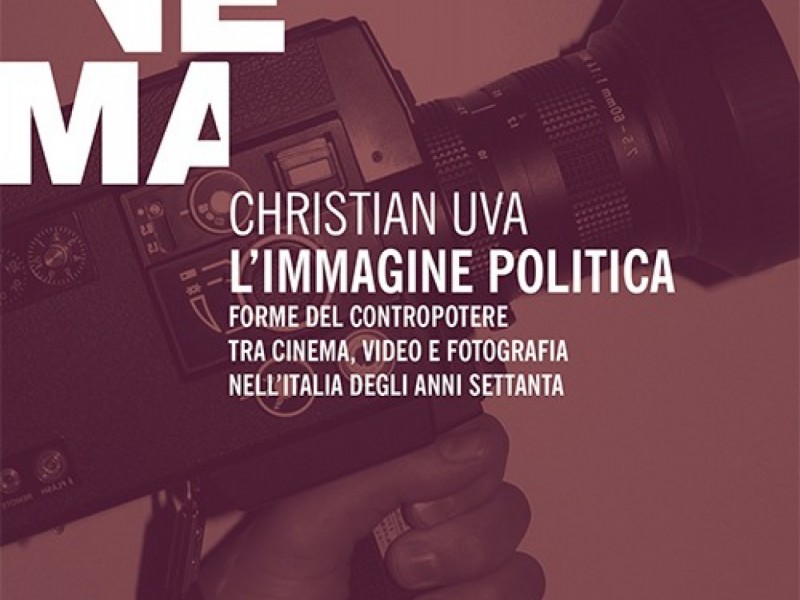 NE
MA
CHRISTIAN UVA
L'IMMAGINE POLITICA
FORME DEL CONTROPOTERE
TRA CINEMA, VIDEO E FOTOGRAFIA
NELL'ITALIA DEGLI ANNI SETTANTA